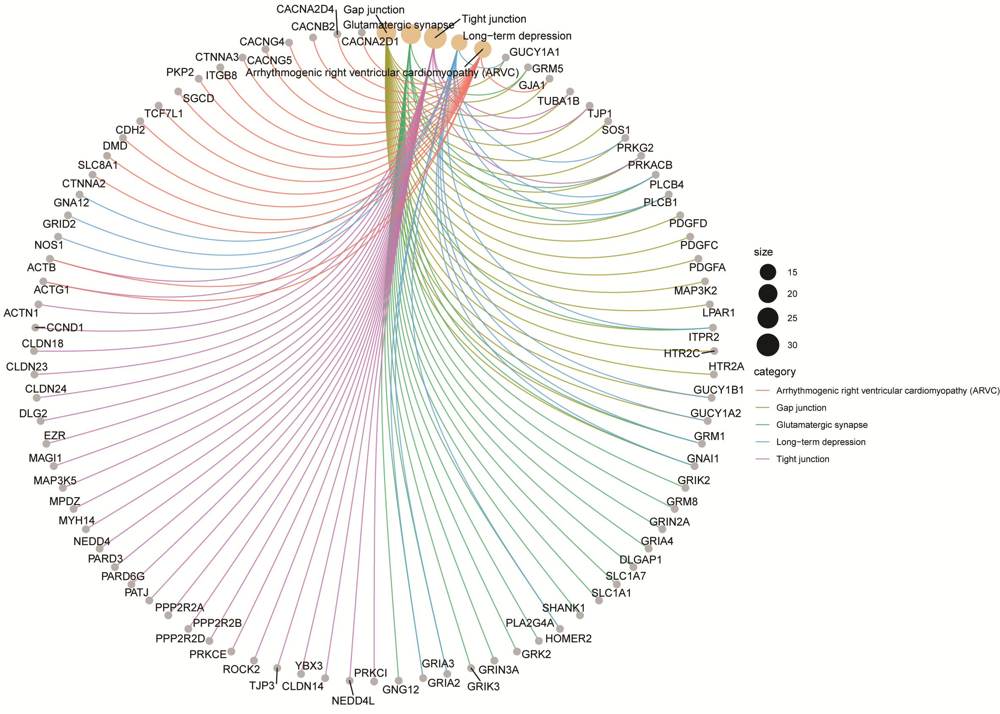 CACNA2D4
Gap junction
Tight junction
CACNB2
Glutamatergic synapse
Long−term depression
CACNG4
CACNA2D1
GUCY1A1
CTNNA3
CACNG5
GRM5
PKP2
ITGB8
Arrhythmogenic right ventricular cardiomyopathy (ARVC)
GJA1
SGCD
TUBA1B
TCF7L1
TJP1
CDH2
SOS1
DMD
PRKG2
SLC8A1
PRKACB
CTNNA2
PLCB4
GNA12
PLCB1
GRID2
PDGFD
NOS1
PDGFC
ACTB
PDGFA
ACTG1
MAP3K2
ACTN1
LPAR1
CCND1
ITPR2
CLDN18
HTR2C
CLDN23
HTR2A
CLDN24
GUCY1B1
DLG2
GUCY1A2
EZR
GRM1
MAGI1
GNAI1
MAP3K5
GRIK2
MPDZ
GRM8
MYH14
GRIN2A
NEDD4
GRIA4
PARD3
DLGAP1
PARD6G
SLC1A7
PATJ
SLC1A1
PPP2R2A
SHANK1
PPP2R2B
PLA2G4A
PPP2R2D
HOMER2
PRKCE
GRK2
ROCK2
YBX3
PRKCI
GRIA3
GRIN3A
TJP3
CLDN14
GNG12
GRIA2
GRIK3
NEDD4L
size
15
20
25
30
category
Arrhythmogenic right ventricular cardiomyopathy (ARVC)
Gap junction
Glutamatergic synapse
Long−term depression
Tight junction